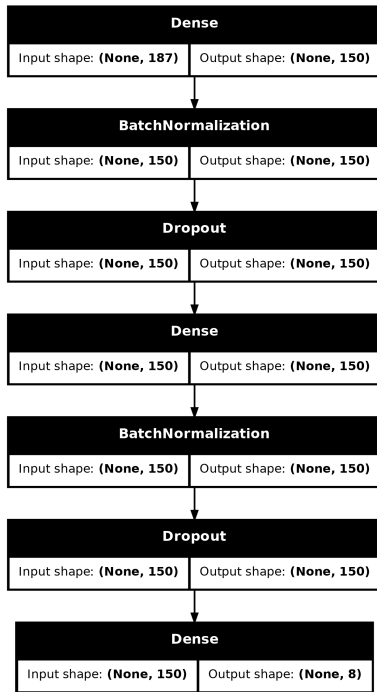 Dense
Input shape: (None, 187) Output shape: (None, 150)
BatchNormalization
Input shape: (None, 150) Output shape: (None, 150)
Dropout
Input shape: (None, 150) Output shape: (None, 150)
Dense
Input shape: (None, 150) Output shape: (None, 150)
BatchNormalization
Input shape: (None, 150) Output shape: (None, 150)
Dropout
Input shape: (None, 150) Output shape: (None, 150)
Dense
Input shape: (None, 150) Output shape: (None, 8)